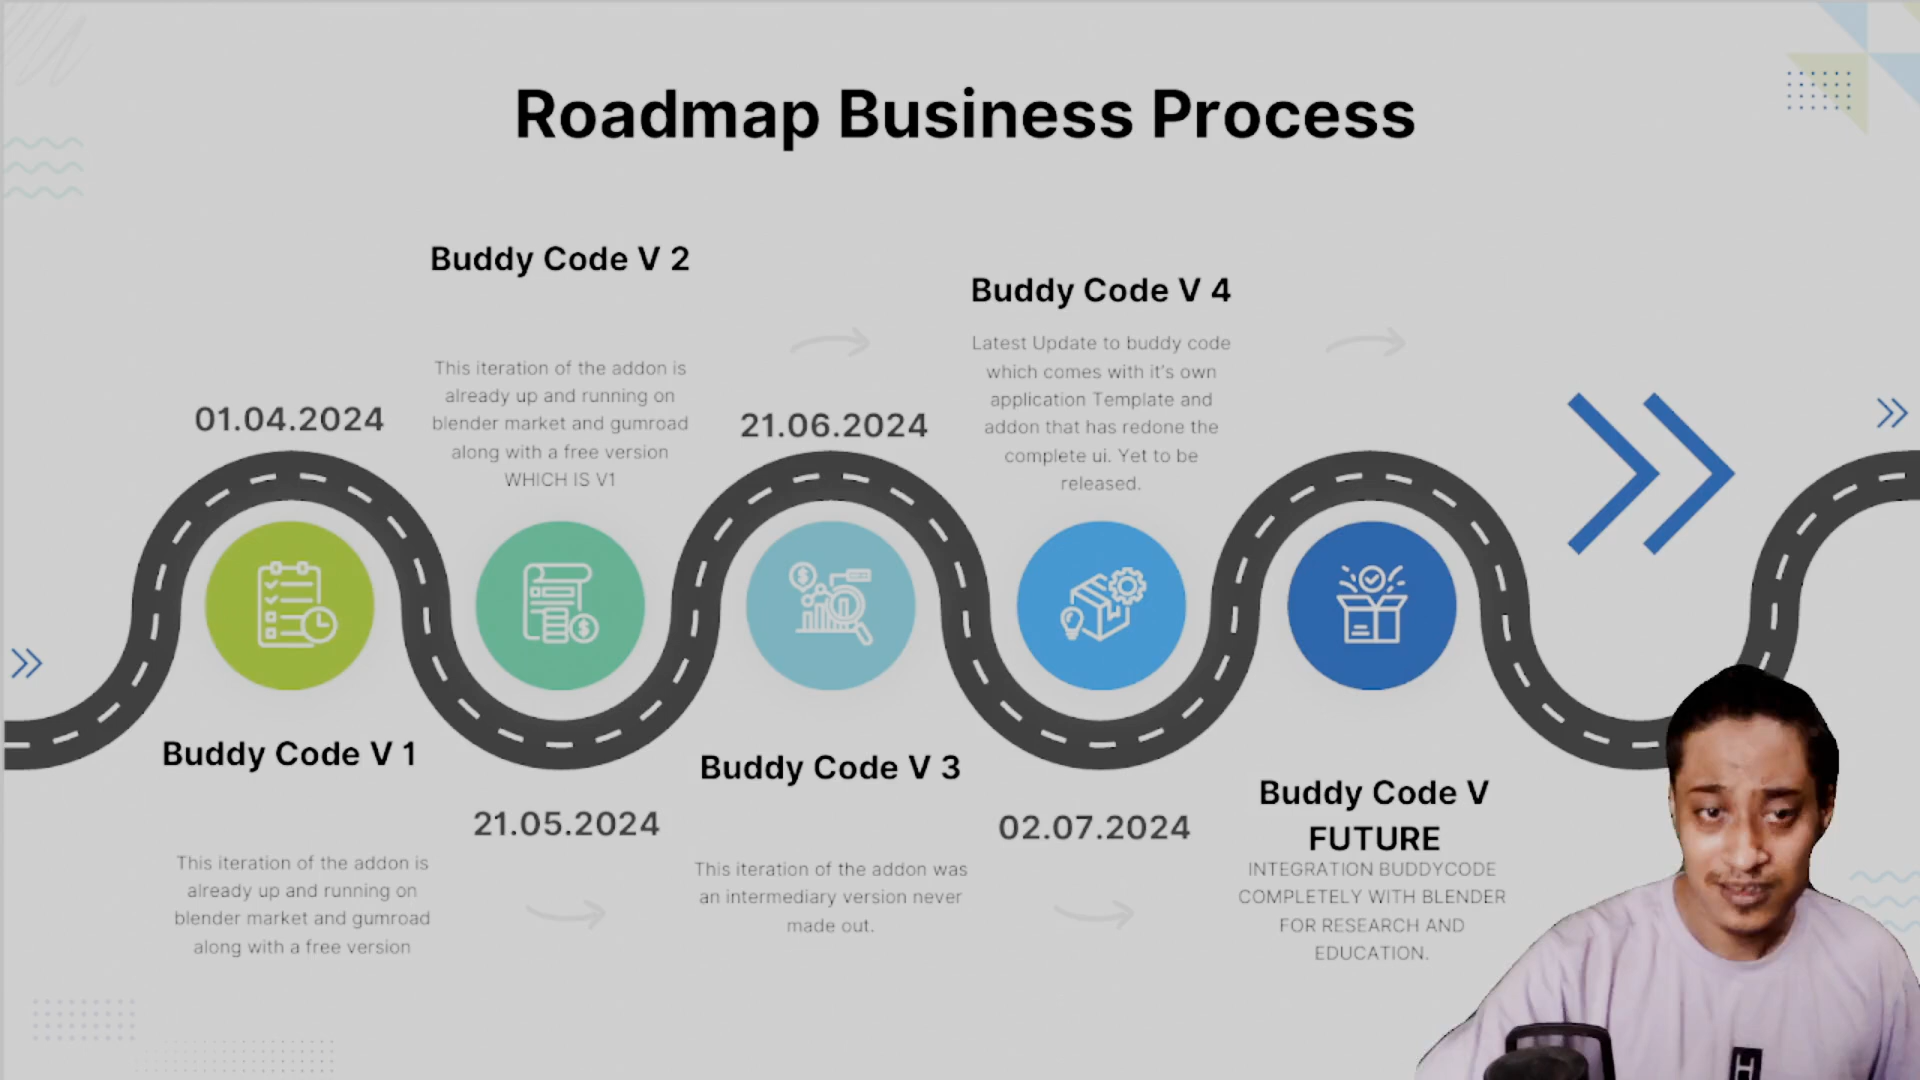 Roadmap Business Process
01.04.2024
Buddy Code V 1
This iteration of the addon is
already up and running on
blender market and gumroad
along with a free version
Buddy Code V 2
This iteration of the addon is
already up and running on
blender market and gumroad
along with a free version
WHICH IS V1
21.05.2024
21.06.2024
Buddy Code V 3
This iteration of the addon was
an intermediary version never
made out.
Buddy Code V 4
Latest Update to buddy code
which comes with it's own
application Template and
addon that has redone the
complete ui. Yet to be
released.
02.07.2024
Buddy Code V
FUTURE
INTEGRATION BUDDYCODE
COMPLETELY WITH BLENDER
FOR RESEARCH AND
EDUCATION.